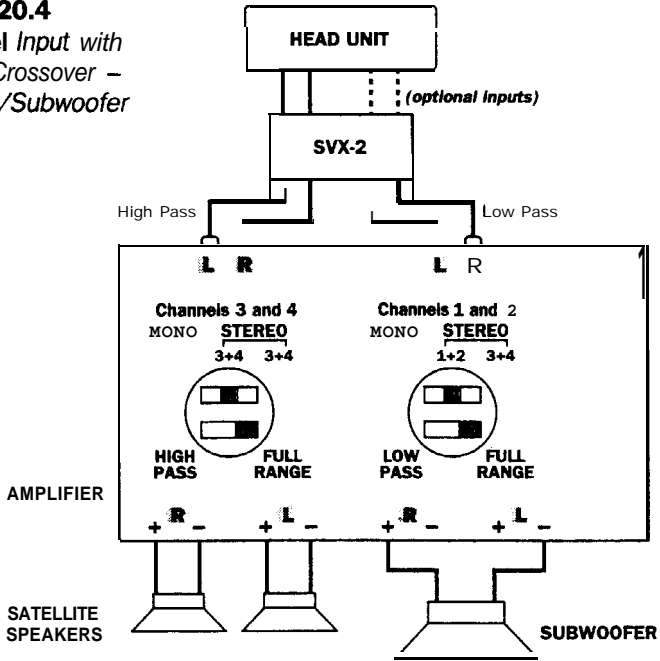 20.4
l Input with
Crossover –
/Subwoofer
HEAD UNIT
(optional inputs)
SVX-2
High Pass
Low Pass
L R
L R
Channels 3 and 4
Channels 1 and 2
MONO STEREO
MONO STEREO
3+4 3+4
1+2 3+4
HIGH PASS
FULL RANGE
LOW PASS
FULL RANGE
AMPLIFIER
+ R –
+ L –
+ R –
+ L –
SATELLITE
SPEAKERS
SUBWOOFER